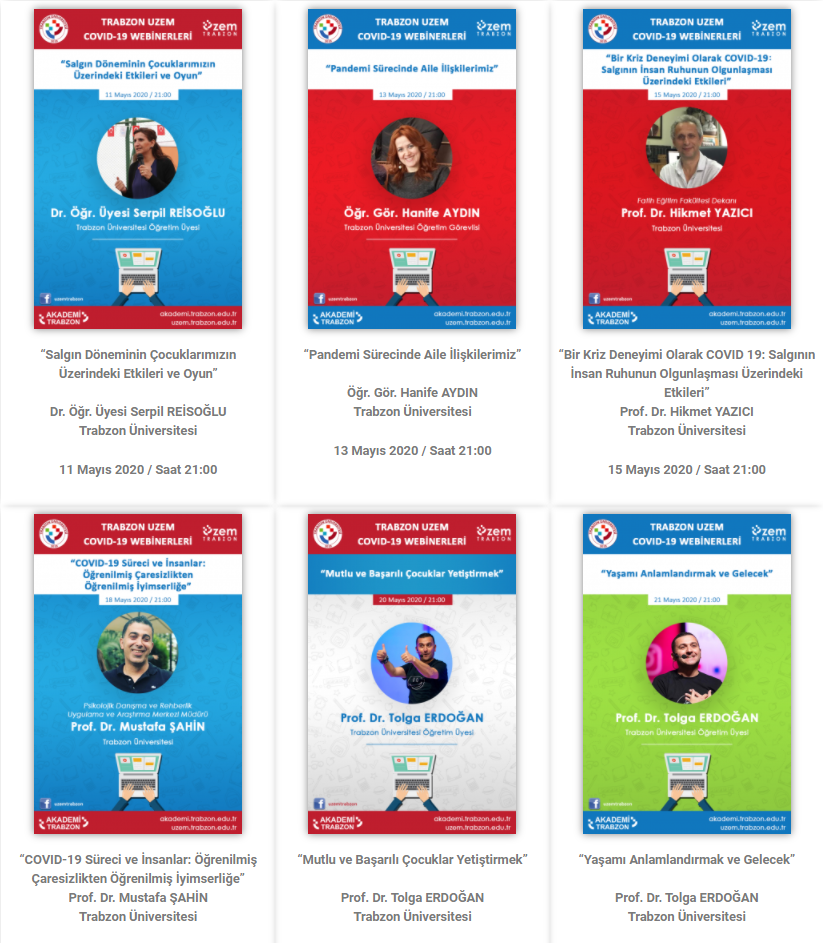 TRABZON UZEM
COVID-19 WEBİNERLERİ
üzem
TRABZON
“Salgın Döneminin Çocuklarımızın
Üzerindeki Etkileri ve Oyun”
11 Mayıs 2020 / 21:00
Dr. Öğr. Üyesi Serpil REİSOĞLU
Trabzon Üniversitesi Öğretim Üyesi
uzemtrabzon
AKADEMİ
TRABZON
akademi.trabzon.edu.tr
uzem.trabzon.edu.tr
TRABZON UZEM
COVID-19 WEBİNERLERİ
üzem
TRABZON
“Pandemi Sürecinde Aile İlişkilerimiz”
13 Mayıs 2020 / 21:00
Öğr. Gör. Hanife AYDIN
Trabzon Üniversitesi Öğretim Görevlisi
uzemtrabzon
AKADEMİ
TRABZON
akademi.trabzon.edu.tr
uzem.trabzon.edu.tr
TRABZON UZEM
COVID-19 WEBİNERLERİ
üzem
TRABZON
“Bir Kriz Deneyimi Olarak COVID-19:
Salgının İnsan Ruhunun Olgunlaşması
Üzerindeki Etkileri”
15 Mayıs 2020 / 21:00
Fatih Eğitim Fakültesi Dekanı
Prof. Dr. Hikmet YAZICI
Trabzon Üniversitesi
uzemtrabzon
AKADEMİ
TRABZON
akademi.trabzon.edu.tr
uzem.trabzon.edu.tr
“Salgın Döneminin Çocuklarımızın
Üzerindeki Etkileri ve Oyun”
Dr. Öğr. Üyesi Serpil REİSOĞLU
Trabzon Üniversitesi
11 Mayıs 2020 / Saat 21:00
“Pandemi Sürecinde Aile İlişkilerimiz”
Öğr. Gör. Hanife AYDIN
Trabzon Üniversitesi
13 Mayıs 2020 / Saat 21:00
“Bir Kriz Deneyimi Olarak COVID 19: Salgının
İnsan Ruhunun Olgunlaşması Üzerindeki
Etkileri”
Prof. Dr. Hikmet YAZICI
Trabzon Üniversitesi
15 Mayıs 2020 / Saat 21:00
TRABZON UZEM
COVID-19 WEBİNERLERİ
üzem
TRABZON
“COVID-19 Süreci ve İnsanlar:
Öğrenilmiş Çaresizlikten
Öğrenilmiş İyimserliğe”
18 Mayıs 2020 / 21:00
Psikolojik Danışma ve Rehberlik
Uygulama ve Araştırma Merkezi Müdürü
Prof. Dr. Mustafa ŞAHİN
Trabzon Üniversitesi
uzemtrabzon
AKADEMİ
TRABZON
akademi.trabzon.edu.tr
uzem.trabzon.edu.tr
TRABZON UZEM
COVID-19 WEBİNERLERİ
üzem
TRABZON
“Mutlu ve Başarılı Çocuklar Yetiştirmek”
20 Mayıs 2020 / 21:00
Prof. Dr. Tolga ERDOĞAN
Trabzon Üniversitesi Öğretim Üyesi
uzemtrabzon
AKADEMİ
TRABZON
akademi.trabzon.edu.tr
uzem.trabzon.edu.tr
TRABZON UZEM
COVID-19 WEBİNERLERİ
üzem
TRABZON
“Yaşamı Anlamlandırmak ve Gelecek”
21 Mayıs 2020 / 21:00
Prof. Dr. Tolga ERDOĞAN
Trabzon Üniversitesi Öğretim Üyesi
uzemtrabzon
AKADEMİ
TRABZON
akademi.trabzon.edu.tr
uzem.trabzon.edu.tr
“COVID-19 Süreci ve İnsanlar: Öğrenilmiş
Çaresizlikten Öğrenilmiş İyimserliğe”
Prof. Dr. Mustafa ŞAHİN
Trabzon Üniversitesi
“Mutlu ve Başarılı Çocuklar Yetiştirmek”
Prof. Dr. Tolga ERDOĞAN
Trabzon Üniversitesi
“Yaşamı Anlamlandırmak ve Gelecek”
Prof. Dr. Tolga ERDOĞAN
Trabzon Üniversitesi